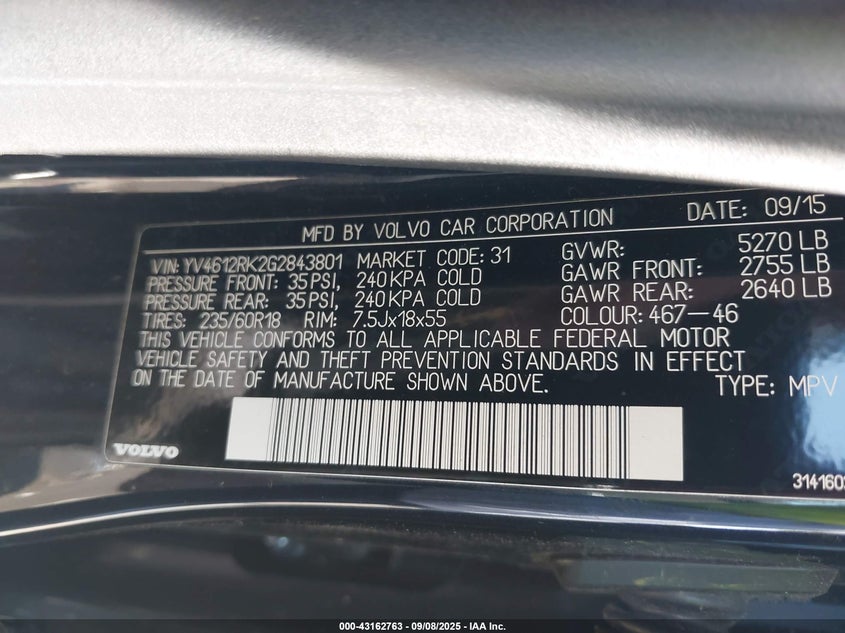 MFD BY VOLVO CAR CORPORATION DATE: 09/15
VIN: YV4612RK2G2843801 MARKET CODE: 31 GVWR: 5270 LB
PRESSURE FRONT: 35 PSI, 240 KPA COLD GAWR FRONT: 2755 LB
PRESSURE REAR: 35 PSI, 240 KPA COLD GAWR REAR: 2640 LB
TIRES: 235/60R18 RIM: 7.5Jx18x55 COLOUR: 467-46
THIS VEHICLE CONFORMS TO ALL APPLICABLE FEDERAL MOTOR
VEHICLE SAFETY AND THEFT PREVENTION STANDARDS IN EFFECT
ON THE DATE OF MANUFACTURE SHOWN ABOVE. TYPE: MPV
VOLVO
000-43162763 - 09/08/2025 - IAA Inc.